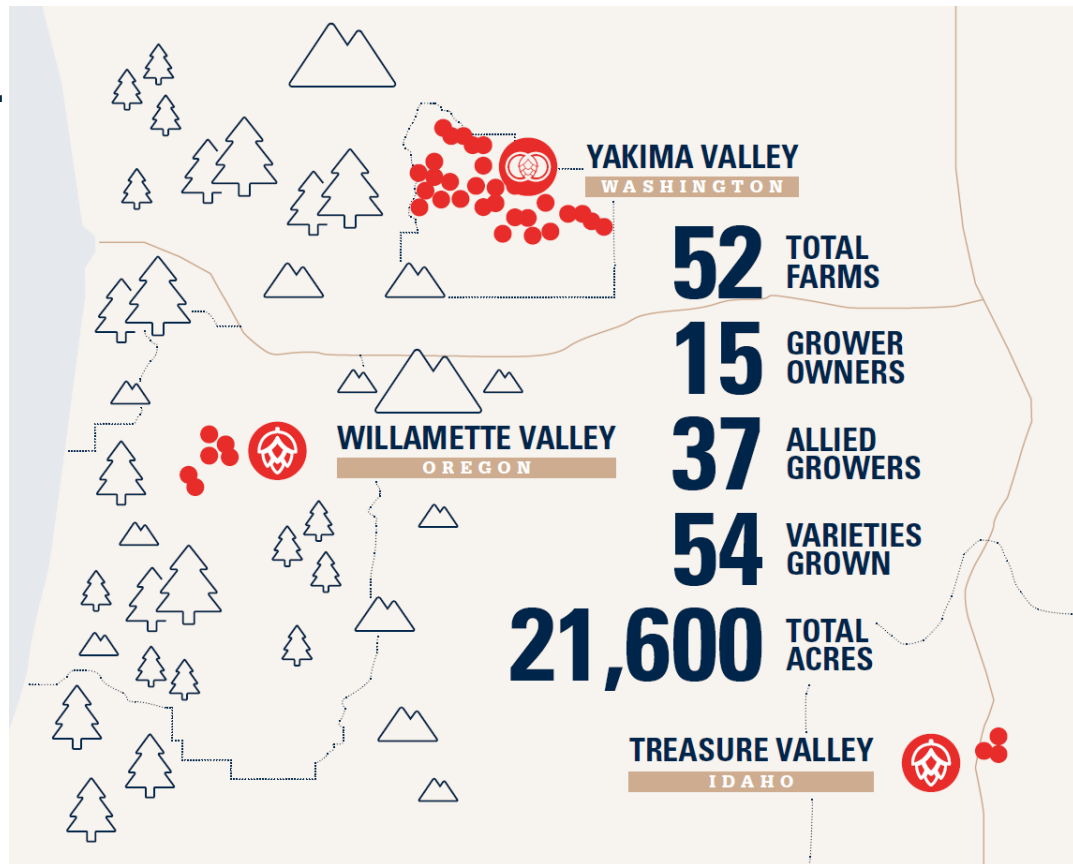 YAKIMA VALLEY
WASHINGTON
52 TOTAL
FARMS
15 GROWER
OWNERS
WILLAMETTE VALLEY
OREGON
37 ALLIED
GROWERS
54 VARIETIES
GROWN
21,600 TOTAL
ACRES
TREASURE VALLEY
IDAHO